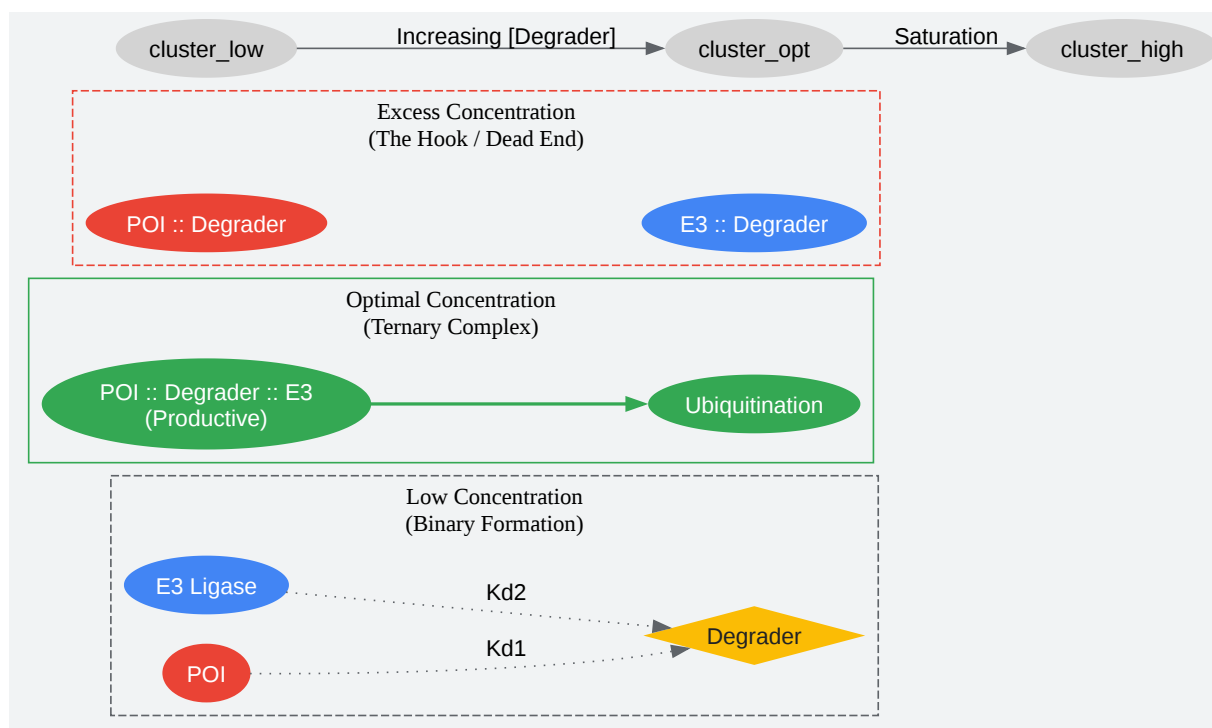 cluster_low
Increasing [Degrader]
cluster_opt
Saturation
cluster_high
Excess Concentration
(The Hook / Dead End)
POI :: Degrader
E3 :: Degrader
Optimal Concentration
(Ternary Complex)
POI :: Degrader :: E3
(Productive)
Ubiquitination
Low Concentration
(Binary Formation)
E3 Ligase
Kd2
Degrader
Kd1
POI